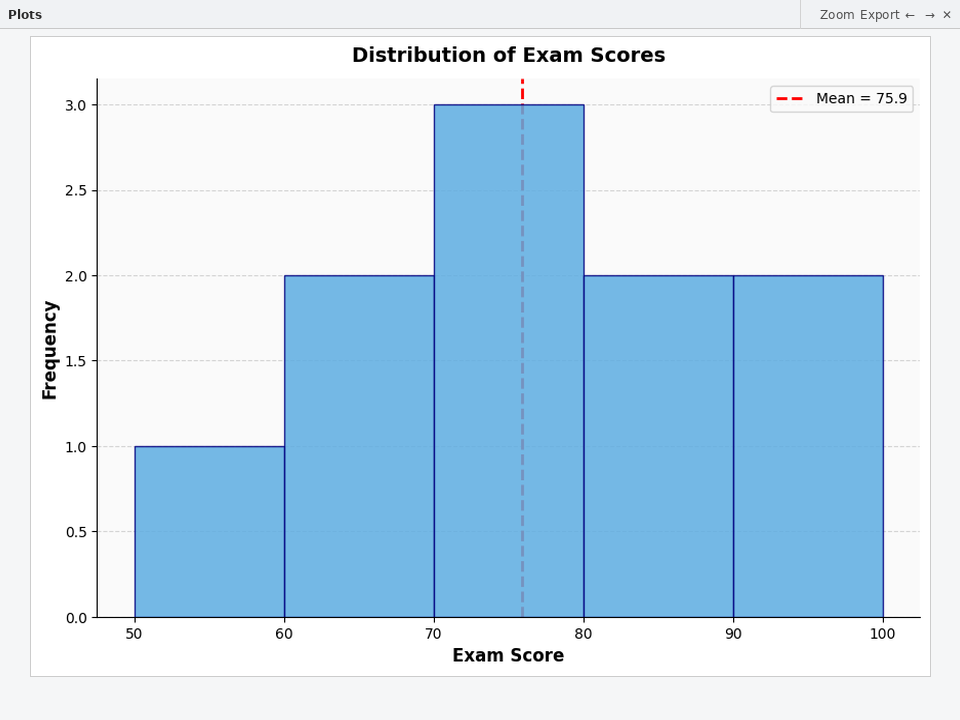 Plots
Zoom Export ← → ✕
Distribution of Exam Scores
Mean = 75.9
3.0
2.5
2.0
1.5
1.0
0.5
0.0
Frequency
50 60 70 80 90 100
Exam Score